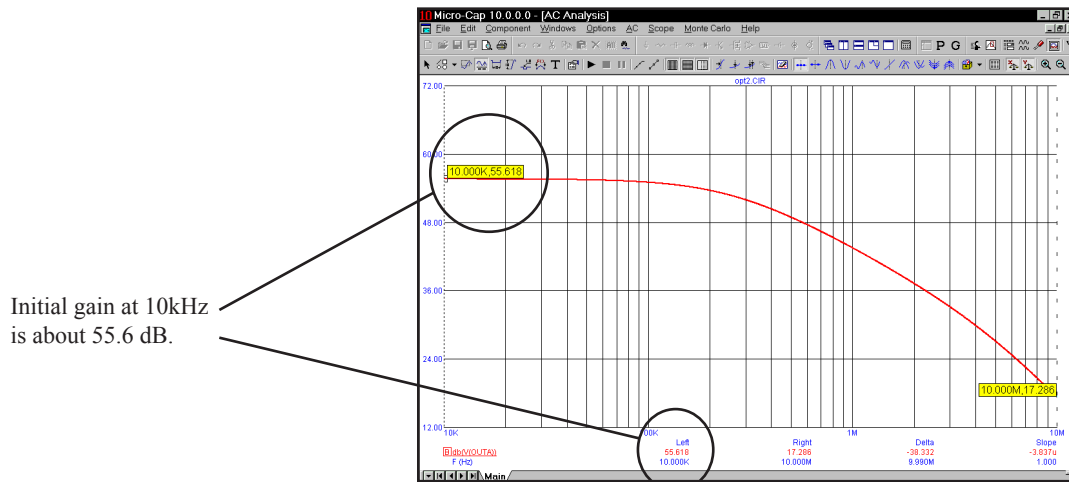 10 Micro-Cap 10.0.0.0 - [AC Analysis]
File Edit Component Windows Options AC Scope Monte Carlo Help
T P G
opt2.CIR
72.00
60.00
10.000K,55.618
48.00
Initial gain at 10kHz
is about 55.6 dB.
36.00
24.00
10.000M,17.286
12.00
10K 100K 1M 10M
Left Right Delta Slope
db(V(OUTA)) 55.618 17.286 -38.332 -3.837u
F (Hz) 10.000K 10.000M 9.990M 1.000
Main